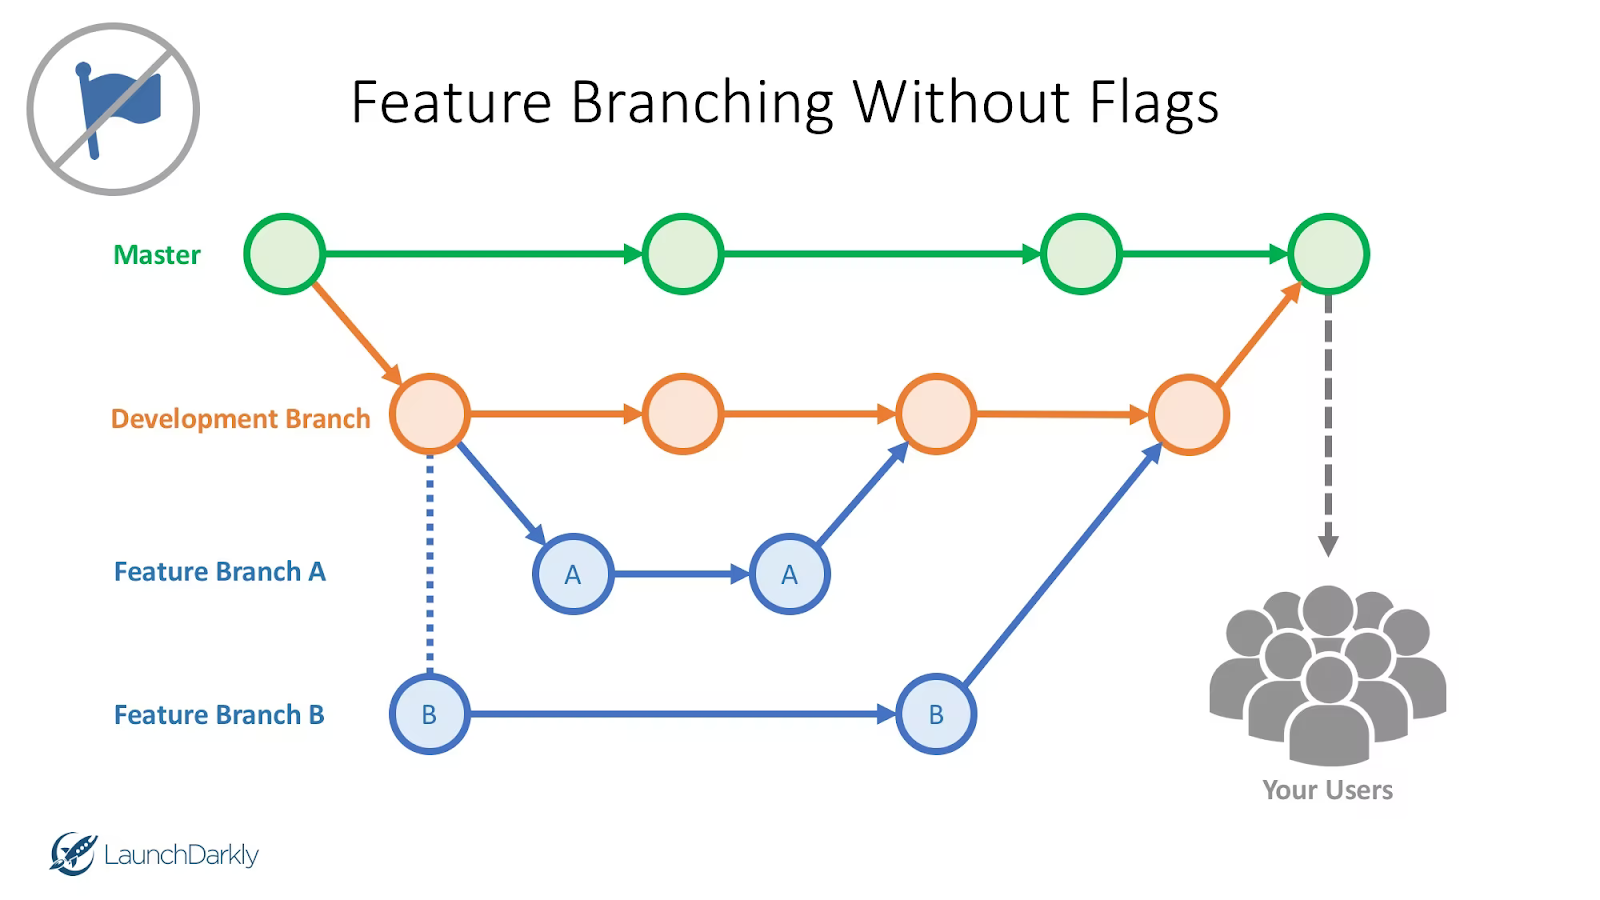 Feature Branching Without Flags
Master
Development Branch
Feature Branch A
A
A
Feature Branch B
B
B
Your Users
LaunchDarkly